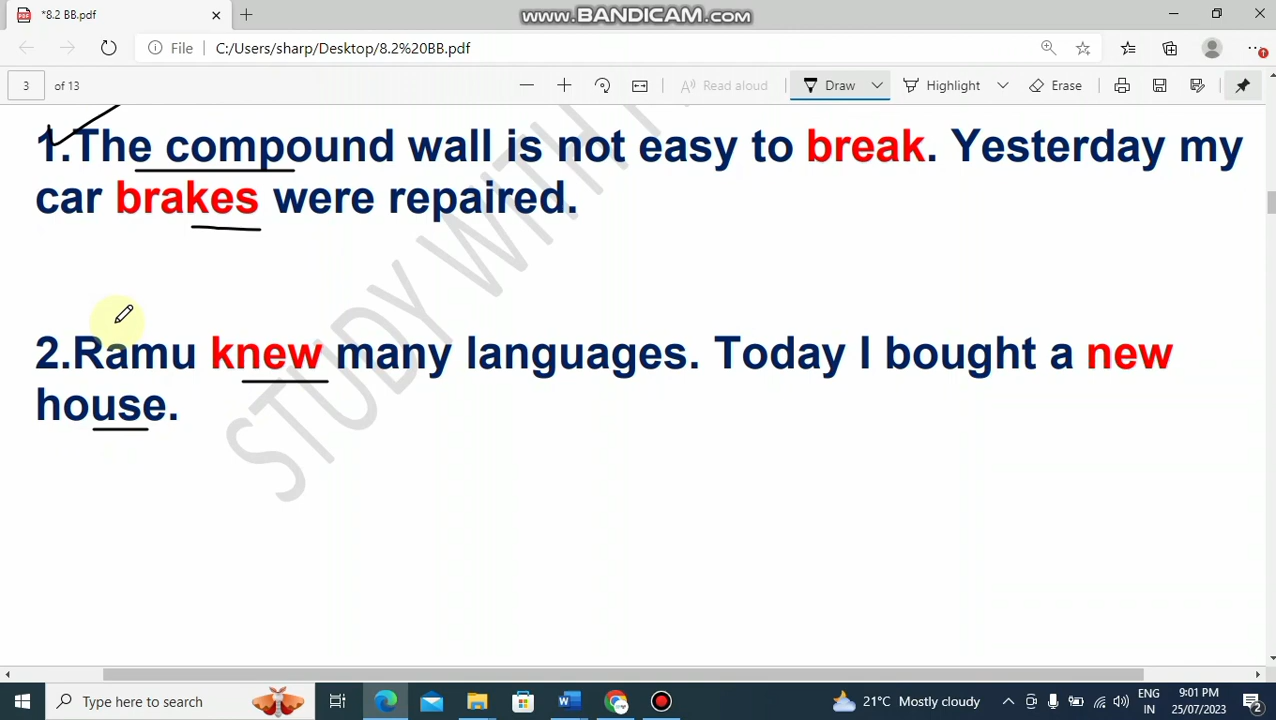 *8.2 BB.pdf
www.BANDICAM.com
File C:/Users/sharp/Desktop/8.2%20BB.pdf
3 of 13 Read aloud Draw Highlight Erase
1.The compound wall is not easy to break. Yesterday my
car brakes were repaired.
2.Ramu knew many languages. Today I bought a new
house.
STUDY WITH
Type here to search 21°C Mostly cloudy ENG 9:01 PM
IN 25/07/2023 2